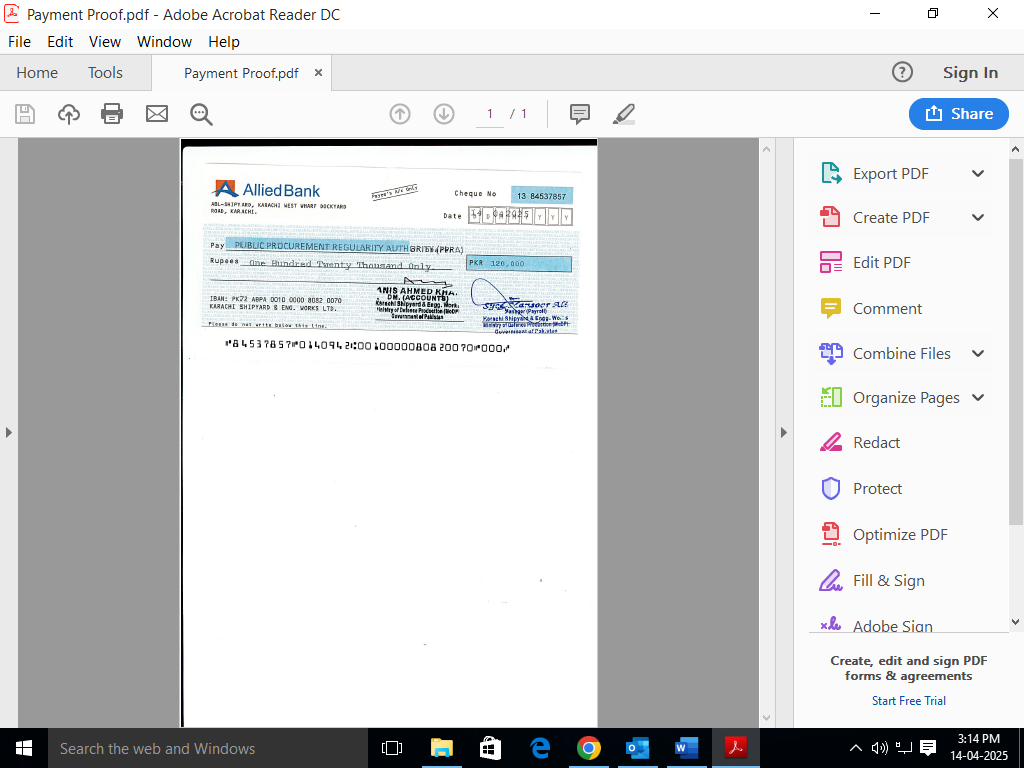 Payment Proof.pdf - Adobe Acrobat Reader DC
File Edit View Window Help
Home Tools Payment Proof.pdf × Sign In
1 / 1
Share
AlliedBank
Payee's A/c Only
Cheque No 13 84537857
ABL-SHIPYARD, KARACHI WEST WHARF DOCKYARD
ROAD, KARACHI.
Date 14 042025
Pay PUBLIC PROCUREMENT REGULARITY AUTHORITY(PPRA)
Rupees One Hundred Twenty Thousand Only.
PKR 120,000
IBAN: PK72 ABPA 0010 0000 8082 0070
KARACHI SHIPYARD & ENG. WORKS LTD.
ANIS AHMED KHA.
DM. (ACCOUNTS)
Karachi Shipyard & Engg. Work.
Ministry of Defence Production (MoDP)
Government of Pakistan
Manager (Payroll)
Karachi Shipyard & Engg. Wo..s
Ministry of Defence Production (MoDP)
Government of Pakistan
Please do not write below this line.
Export PDF
Create PDF
Edit PDF
Comment
Combine Files
Organize Pages
Redact
Protect
Optimize PDF
Fill & Sign
Adobe Sign
Create, edit and sign PDF
forms & agreements
Start Free Trial
Search the web and Windows
3:14 PM
14-04-2025